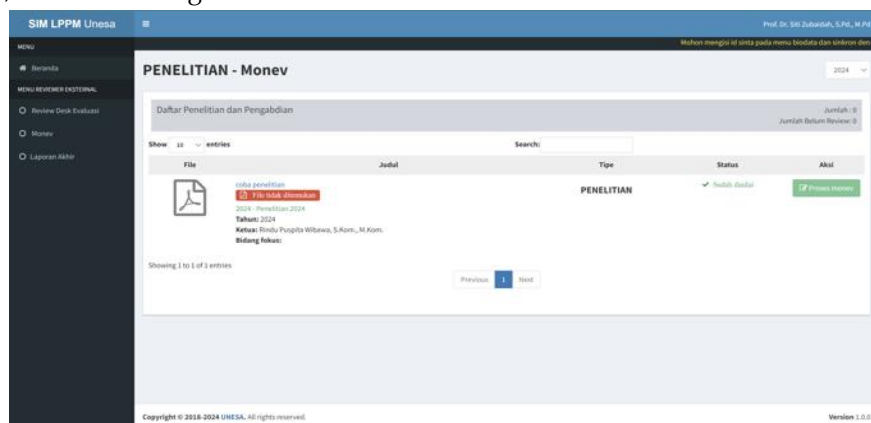 SIM LPPM Unesa
Prof. Dr. Siti Zubaidah, S.Pd., M.Pd
MENU
Mohon mengisi id sinta pada menu biodata dan sinkron den
Beranda
PENELITIAN - Monev
2024
MENU REVIEWER EKSTERNAL
Review Desk Evaluasi
Daftar Penelitian dan Pengabdian
Jumlah : 0
Jumlah Belum Review: 0
Monev
Show 10 entries
Search:
Laporan Akhir
File Judul Tipe Status Aksi
coba penelitian
File tidak ditemukan
PENELITIAN
Sudah dinilai
Proses monev
2024 - Penelitian 2024
Tahun: 2024
Ketua: Rindu Puspita Wibawa, S.Kom., M.Kom.
Bidang fokus:
Showing 1 to 1 of 1 entries
Previous 1 Next
Copyright © 2018-2024 UNESA. All rights reserved.
Version 1.0.0